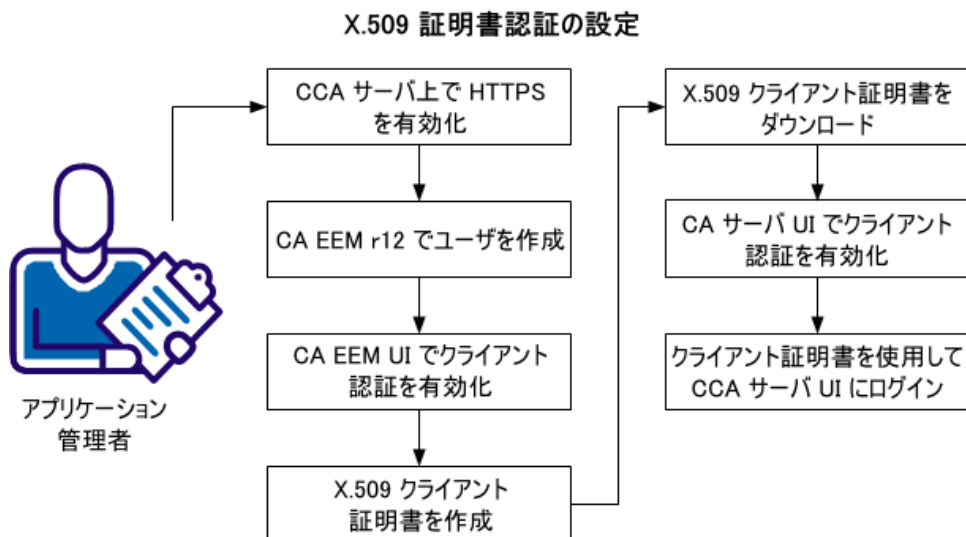 X.509 証明書認証の設定
CCA サーバ上で HTTPS
を有効化
CA EEM r12 でユーザを作成
CA EEM UI でクライアント
認証を有効化
X.509 クライアント
証明書を作成
X.509 クライアント証明書を
ダウンロード
CA サーバ UI でクライアント
認証を有効化
クライアント証明書を使用して
CCA サーバ UI にログイン
アプリケーション
管理者